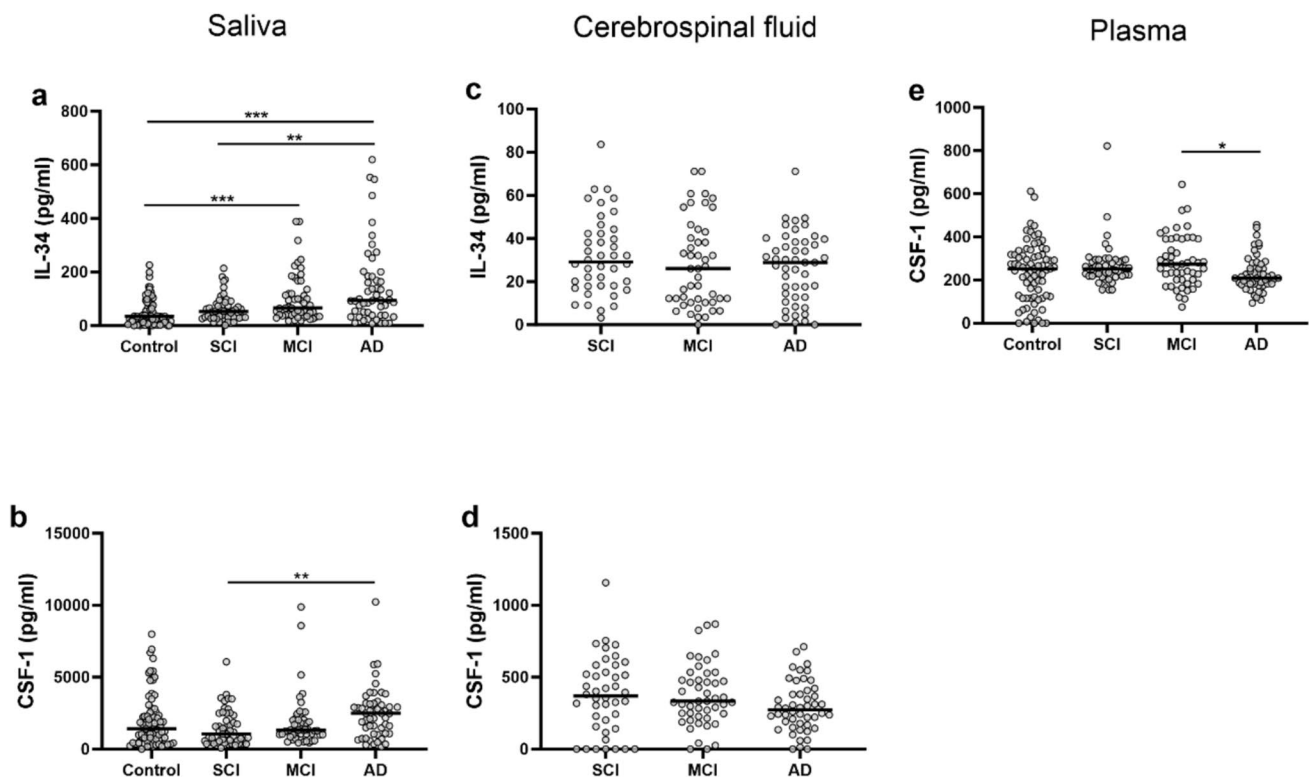 Saliva
Cerebrospinal fluid
Plasma
a
IL-34 (pg/ml)
800
600
400
200
0
***
**
***
Control SCI MCI AD
c
IL-34 (pg/ml)
100
80
60
40
20
0
SCI MCI AD
e
CSF-1 (pg/ml)
1000
800
600
400
200
0
*
Control SCI MCI AD
b
CSF-1 (pg/ml)
15000
10000
5000
0
**
Control SCI MCI AD
d
CSF-1 (pg/ml)
1500
1000
500
0
SCI MCI AD